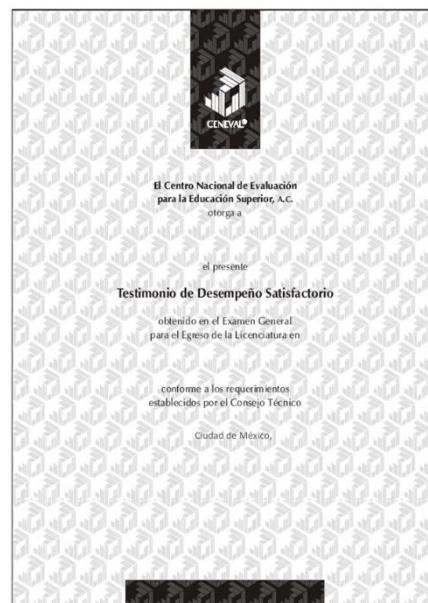 CENEVAL®
El Centro Nacional de Evaluación
para la Educación Superior, A.C.
otorga a
el presente
Testimonio de Desempeño Satisfactorio
obtenido en el Examen General
para el Egreso de la Licenciatura en
conforme a los requerimientos
establecidos por el Consejo Técnico
Ciudad de México,